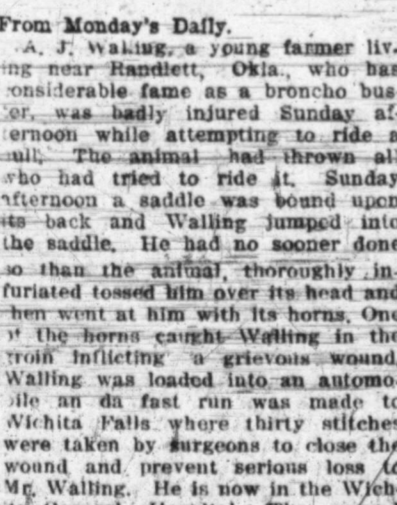 From Monday's Daily.
A. J. Walling, a young farmer liv-
ing near Randlett, Okla., who has
considerable fame as a broncho bus-
ter, was badly injured Sunday af-
ternoon while attempting to ride a
bull. The animal had thrown all
who had tried to ride it. Sunday
afternoon a saddle was bound upon
its back and Walling jumped into
the saddle. He had no sooner done
so than the animal, thoroughly in-
furiated tossed him over its head and
then went at him with its horns. One
of the horns caught Walling in the
groin inflicting a grievous wound.
Walling was loaded into an automo-
bile an da fast run was made to
Wichita Falls where thirty stitches
were taken by surgeons to close the
wound and prevent serious loss to
Mr. Walling. He is now in the Wich-